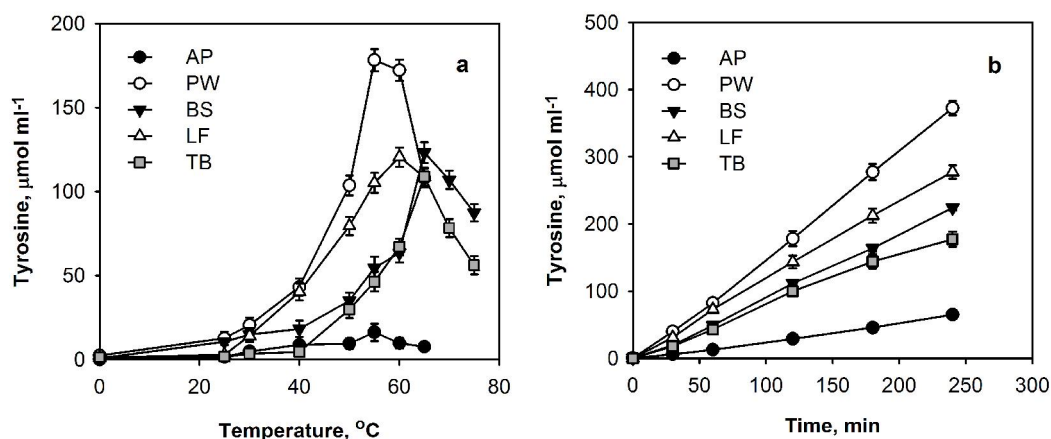 200
150
100
50
0
Tyrosine, μmol ml-1
AP
PW
BS
LF
TB
a
0 20 40 60 80
Temperature, oC
500
400
300
200
100
0
Tyrosine, μmol ml-1
AP
PW
BS
LF
TB
b
0 50 100 150 200 250 300
Time, min